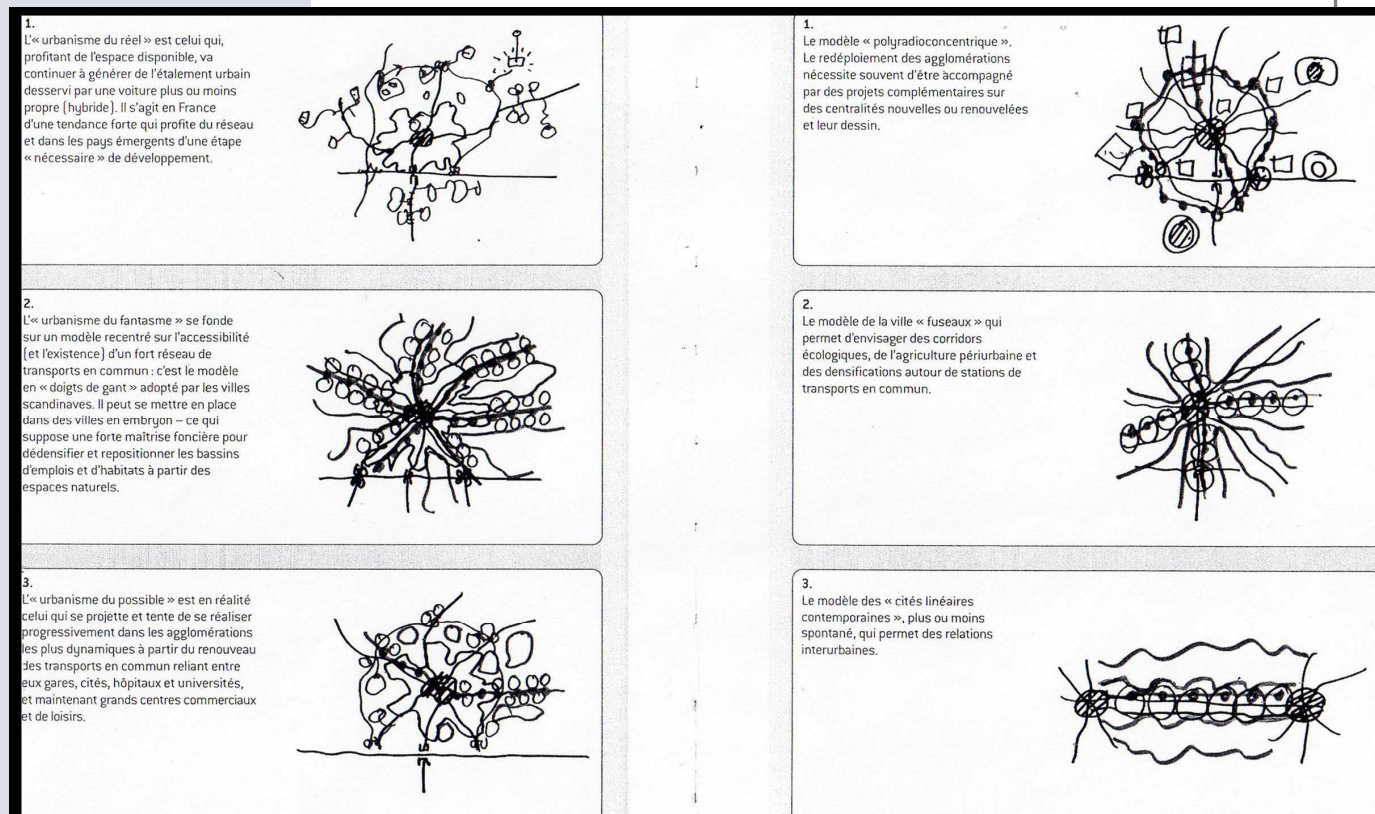 1.
L'« urbanisme du réel » est celui qui,
profitant de l'espace disponible, va
continuer à générer de l'étalement urbain
desservi par une voiture plus ou moins
propre (hybride). Il s'agit en France
d'une tendance forte qui profite du réseau
et dans les pays émergents d'une étape
« nécessaire » de développement.
2.
L'« urbanisme du fantasme » se fonde
sur un modèle recentré sur l'accessibilité
(et l'existence) d'un fort réseau de
transports en commun : c'est le modèle
en « doigts de gant » adopté par les villes
scandinaves. Il peut se mettre en place
dans des villes en embryon – ce qui
suppose une forte maîtrise foncière pour
dédensifier et repositionner les bassins
d'emplois et d'habitats à partir des
espaces naturels.
3.
L'« urbanisme du possible » est en réalité
celui qui se projette et tente de se réaliser
progressivement dans les agglomérations
les plus dynamiques à partir du renouveau
des transports en commun reliant entre
eux gares, cités, hôpitaux et universités,
et maintenant grands centres commerciaux
et de loisirs.
1.
Le modèle « polyradioconcentrique ».
Le redéploiement des agglomérations
nécessite souvent d'être accompagné
par des projets complémentaires sur
des centralités nouvelles ou renouvelées
et leur dessin.
2.
Le modèle de la ville « fuseaux » qui
permet d'envisager des corridors
écologiques, de l'agriculture périurbaine et
des densifications autour de stations de
transports en commun.
3.
Le modèle des « cités linéaires
contemporaines », plus ou moins
spontané, qui permet des relations
interurbaines.